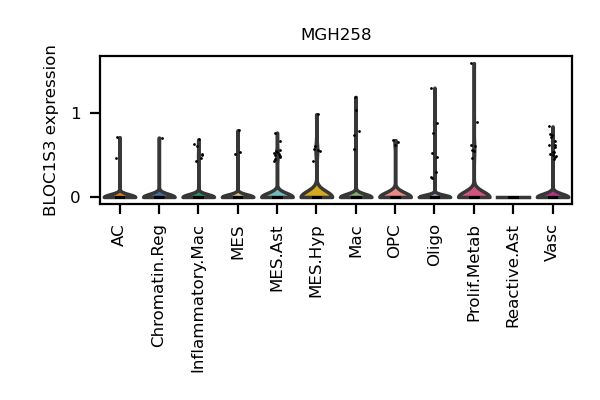 MGH258
BLOC1S3 expression
1
0
AC
Chromatin.Reg
Inflammatory.Mac
MES
MES.Ast
MES.Hyp
Mac
OPC
Oligo
Prolif.Metab
Reactive.Ast
Vasc